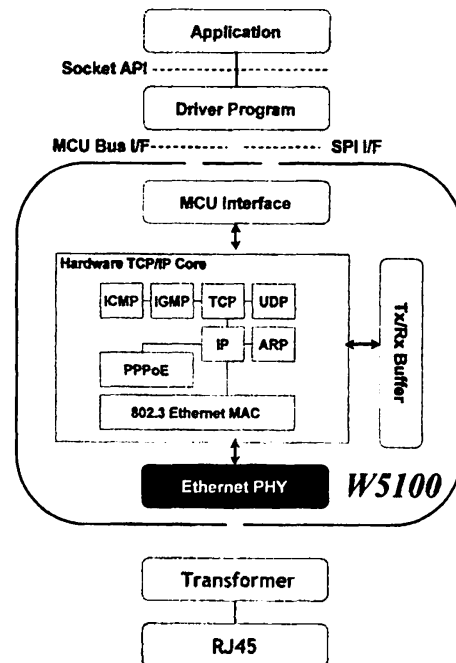 Application
Socket API
Driver Program
MCU Bus I/F
SPI I/F
MCU Interface
Hardware TCP/IP Core
ICMP IGMP TCP UDP
IP ARP
PPPoE
802.3 Ethernet MAC
Tx/Rx Buffer
Ethernet PHY
W5100
Transformer
RJ45